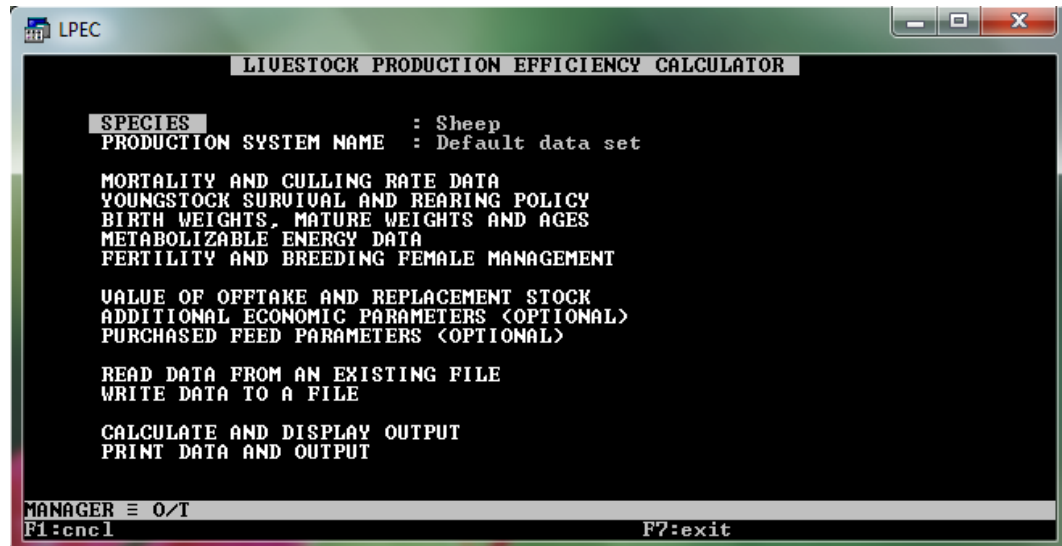 LPEC
LIVESTOCK PRODUCTION EFFICIENCY CALCULATOR
SPECIES : Sheep
PRODUCTION SYSTEM NAME : Default data set
MORTALITY AND CULLING RATE DATA
YOUNGSTOCK SURVIVAL AND REARING POLICY
BIRTH WEIGHTS, MATURE WEIGHTS AND AGES
METABOLIZABLE ENERGY DATA
FERTILITY AND BREEDING FEMALE MANAGEMENT
VALUE OF OFFTAKE AND REPLACEMENT STOCK
ADDITIONAL ECONOMIC PARAMETERS (OPTIONAL)
PURCHASED FEED PARAMETERS (OPTIONAL)
READ DATA FROM AN EXISTING FILE
WRITE DATA TO A FILE
CALCULATE AND DISPLAY OUTPUT
PRINT DATA AND OUTPUT
MANAGER ≡ O/T
F1:cncl F7:exit